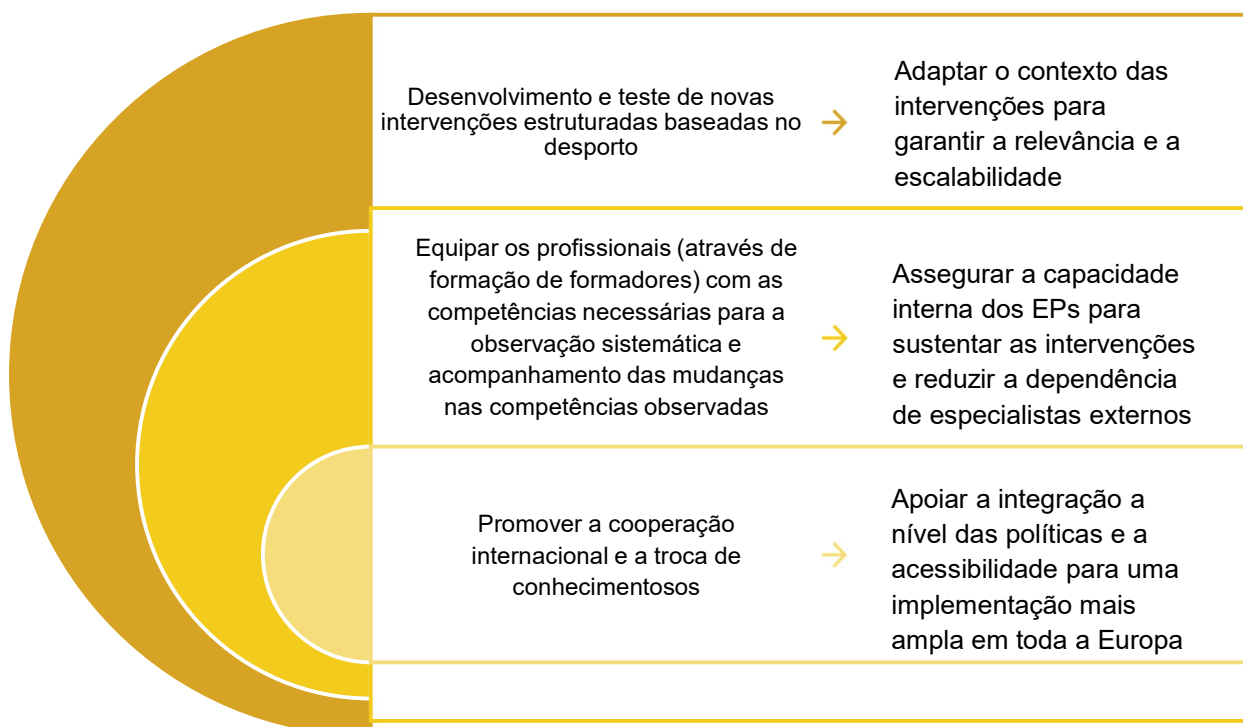 Desenvolvimento e teste de novas
intervenções estruturadas baseadas no
desporto
Adaptar o contexto das
intervenções para
garantir a relevância e a
escalabilidade
Equipar os profissionais (através de
formação de formadores) com as
competências necessárias para a
observação sistemática e
acompanhamento das mudanças
nas competências observadas
Assegurar a capacidade
interna dos EPs para
sustentar as intervenções
e reduzir a dependência
de especialistas externos
Promover a cooperação
internacional e a troca de
conhecimentosos
Apoiar a integração a
nível das políticas e a
acessibilidade para uma
implementação mais
ampla em toda a Europa